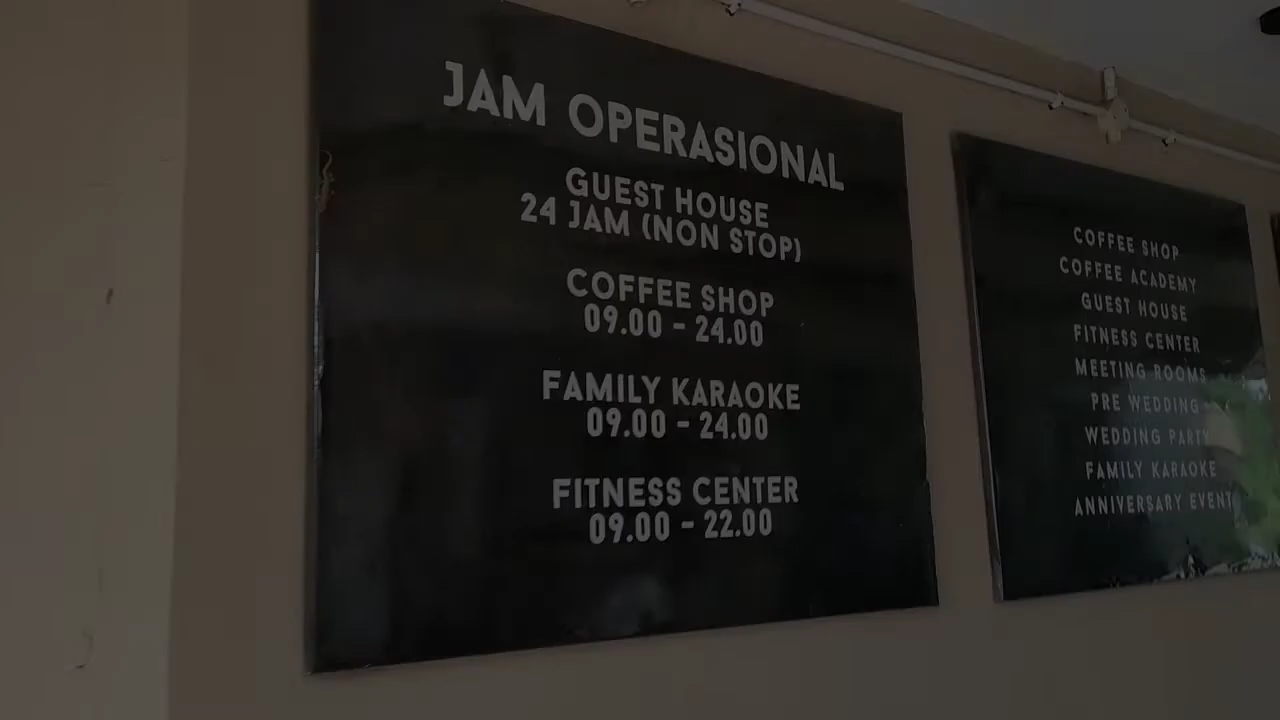 JAM OPERASIONAL
GUEST HOUSE
24 JAM (NON STOP)
COFFEE SHOP
09.00 - 24.00
FAMILY KARAOKE
09.00 - 24.00
FITNESS CENTER
09.00 - 22.00
COFFEE SHOP
COFFEE ACADEMY
GUEST HOUSE
FITNESS CENTER
MEETING ROOMS
PRE WEDDING
WEDDING PARTY
FAMILY KARAOKE
ANNIVERSARY EVENT